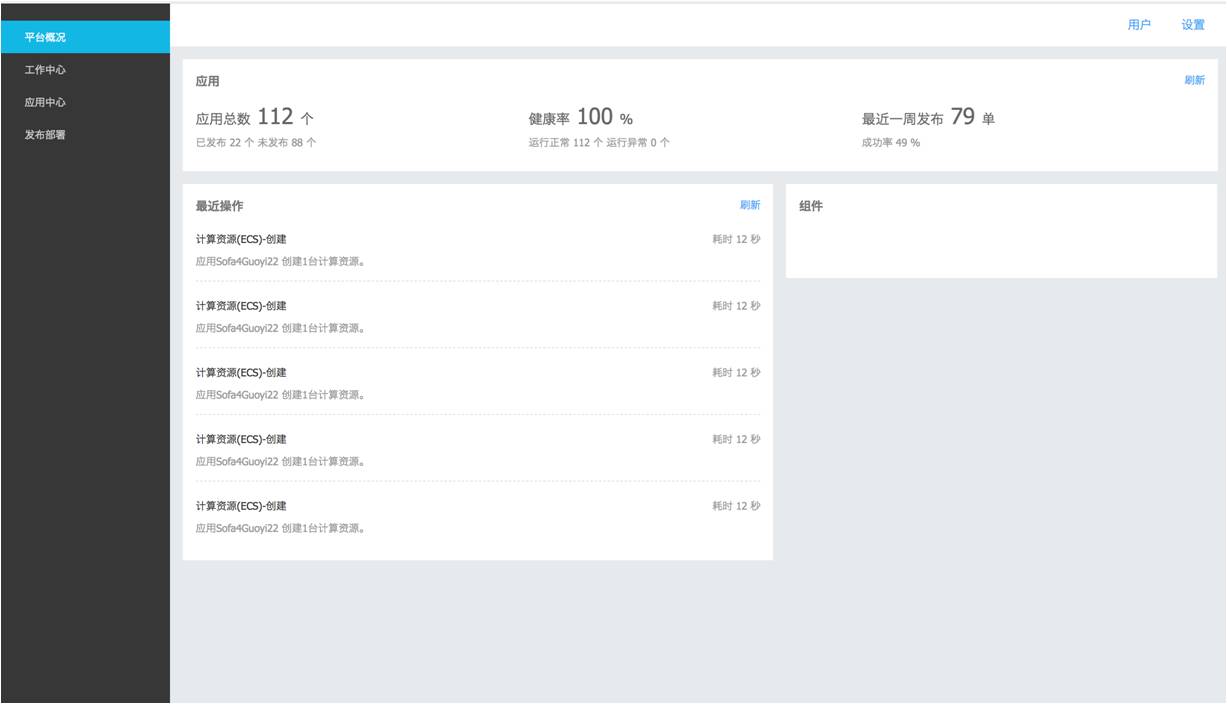 用户 设置
平台概况
工作中心
应用中心
发布部署
应用 刷新
应用总数 112 个 健康率 100 % 最近一周发布 79 单
已发布 22 个 未发布 88 个 运行正常 112 个 运行异常 0 个 成功率 49 %
最近操作 刷新
计算资源(ECS)-创建 耗时 12 秒
应用Sofa4Guoyi22 创建1台计算资源。
计算资源(ECS)-创建 耗时 12 秒
应用Sofa4Guoyi22 创建1台计算资源。
计算资源(ECS)-创建 耗时 12 秒
应用Sofa4Guoyi22 创建1台计算资源。
计算资源(ECS)-创建 耗时 12 秒
应用Sofa4Guoyi22 创建1台计算资源。
计算资源(ECS)-创建 耗时 12 秒
应用Sofa4Guoyi22 创建1台计算资源。
组件